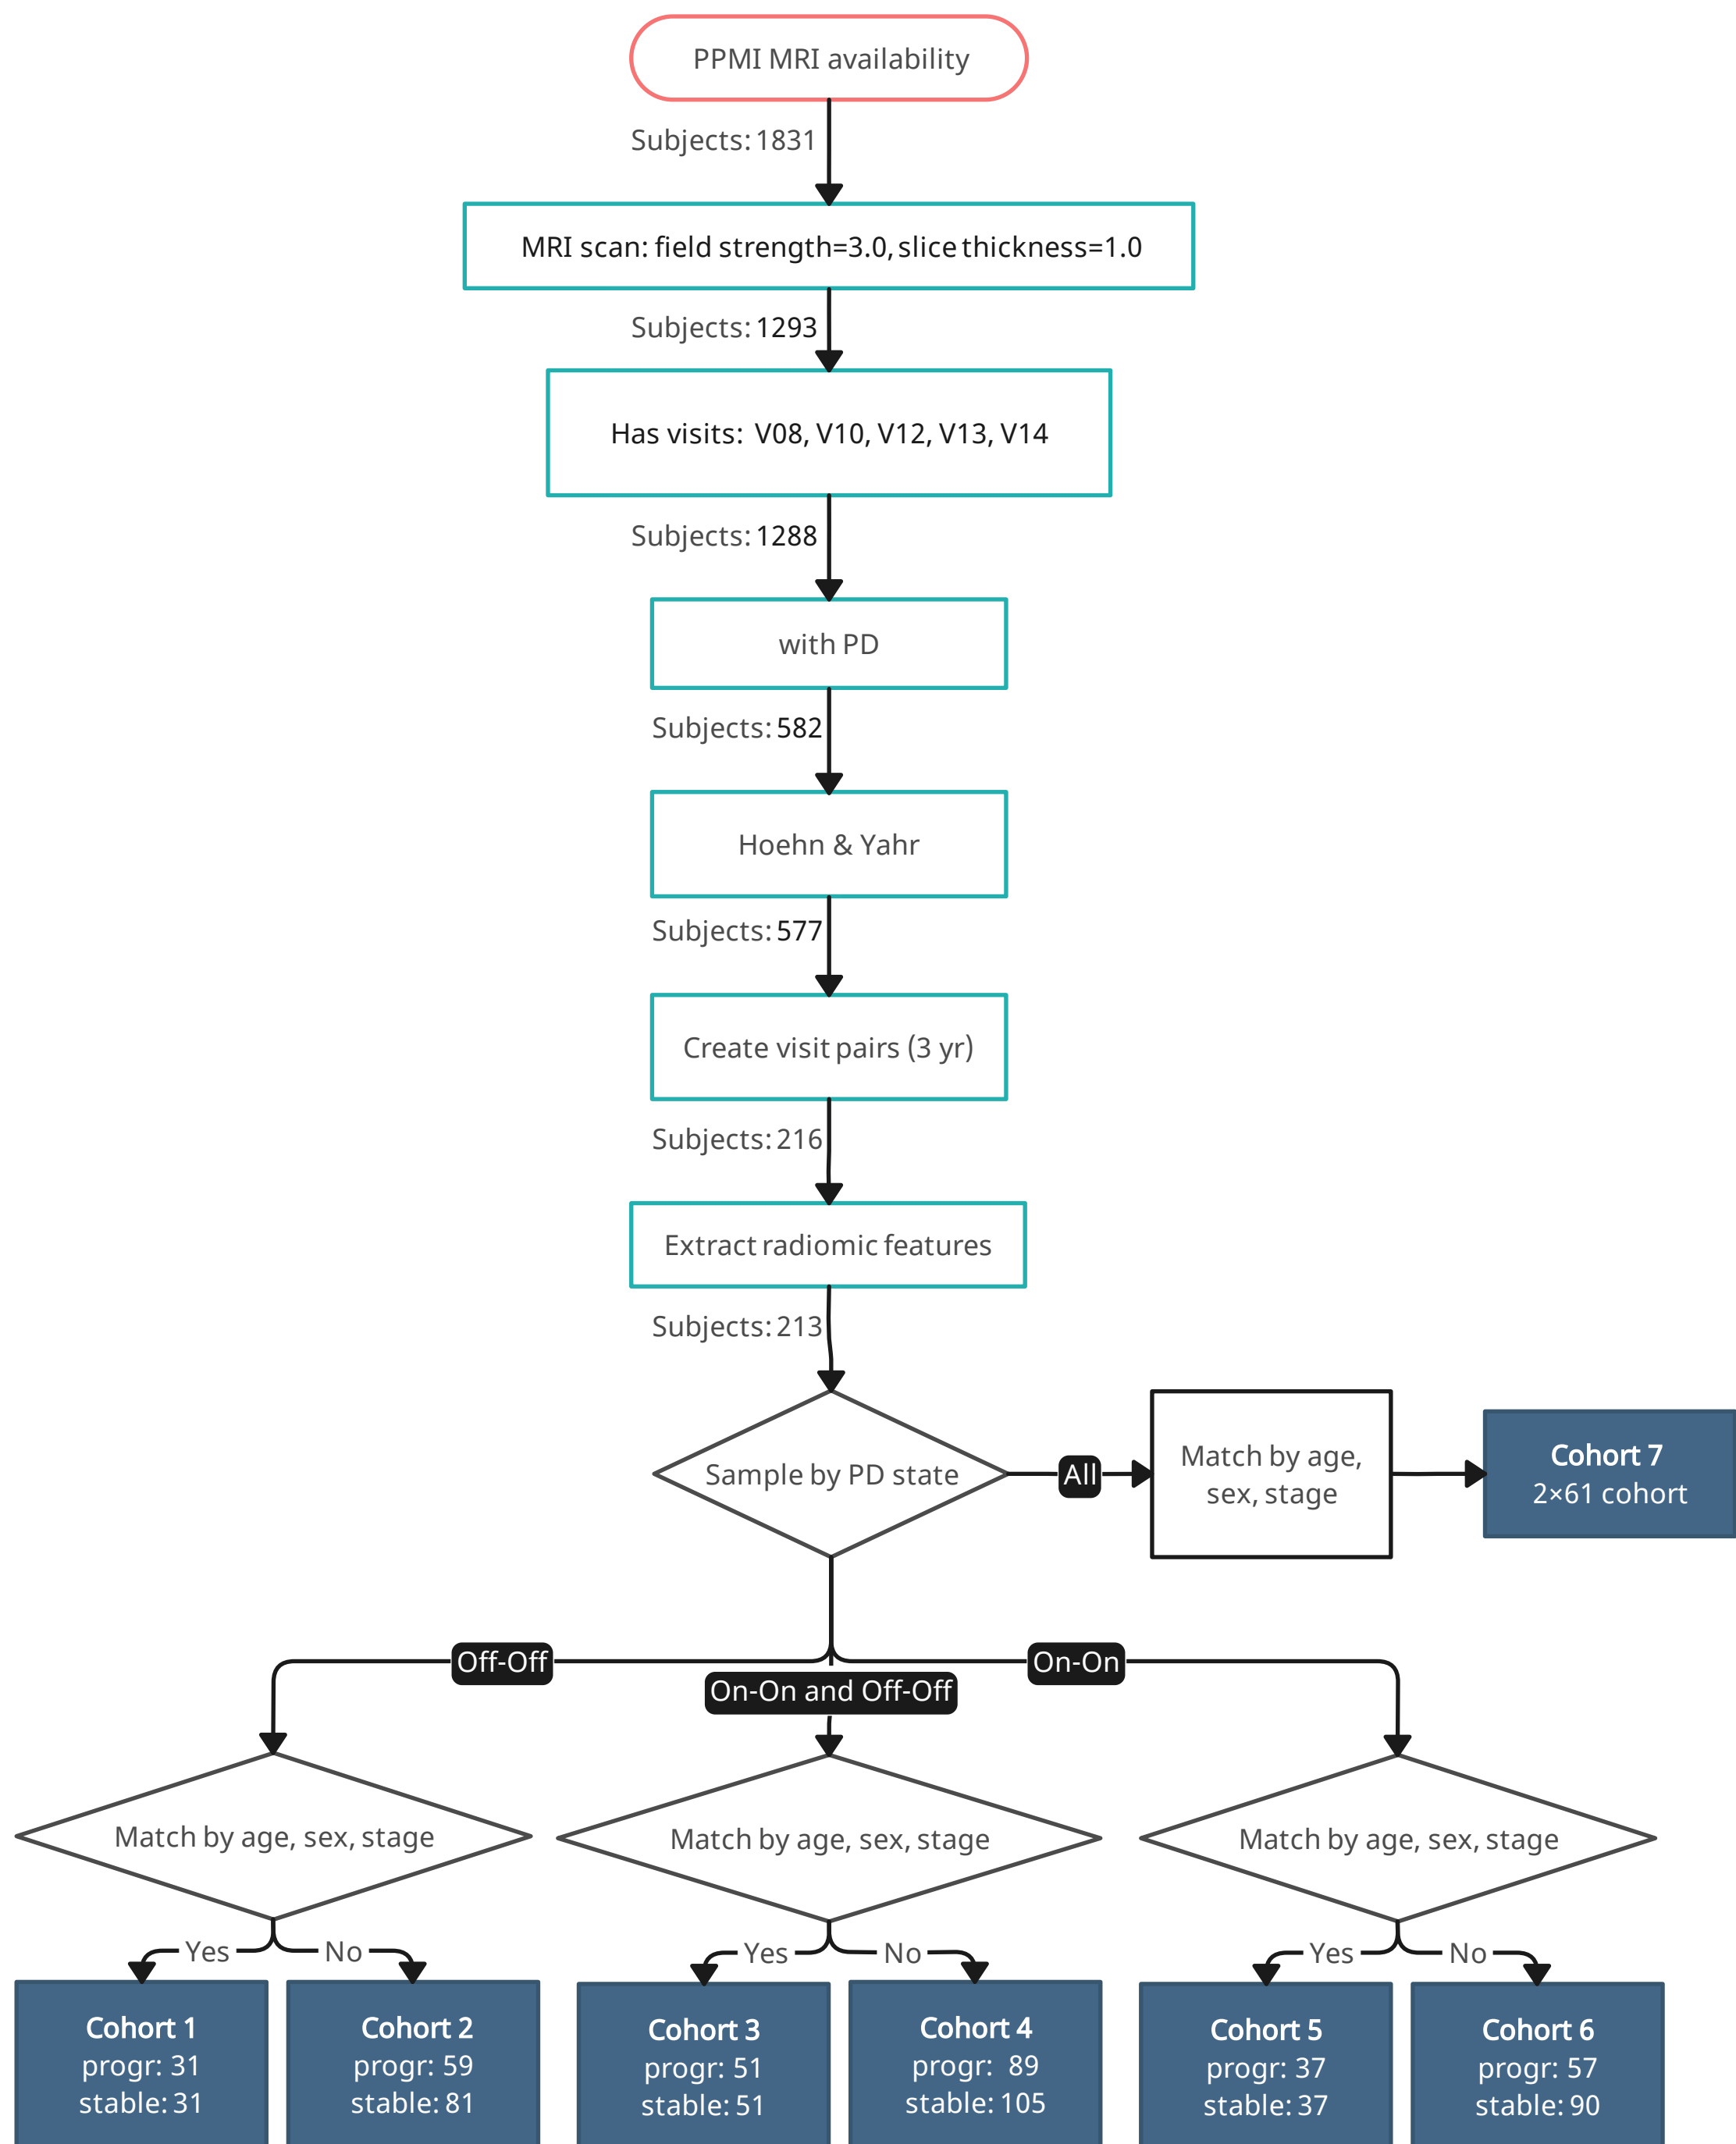 PPMI MRI availability
Subjects: 1831
MRI scan: field strength=3.0, slice thickness=1.0
Subjects: 1293
Has visits: V08, V10, V12, V13, V14
Subjects: 1288
with PD
Subjects: 582
Hoehn & Yahr
Subjects: 577
Create visit pairs (3 yr)
Subjects: 216
Extract radiomic features
Subjects: 213
Sample by PD state
All
Match by age,
sex, stage
Cohort 7
2×61 cohort
Off-Off
On-On and Off-Off
On-On
Match by age, sex, stage
Match by age, sex, stage
Match by age, sex, stage
Yes
No
Yes
No
Yes
No
Cohort 1
progr: 31
stable: 31
Cohort 2
progr: 59
stable: 81
Cohort 3
progr: 51
stable: 51
Cohort 4
progr: 89
stable: 105
Cohort 5
progr: 37
stable: 37
Cohort 6
progr: 57
stable: 90